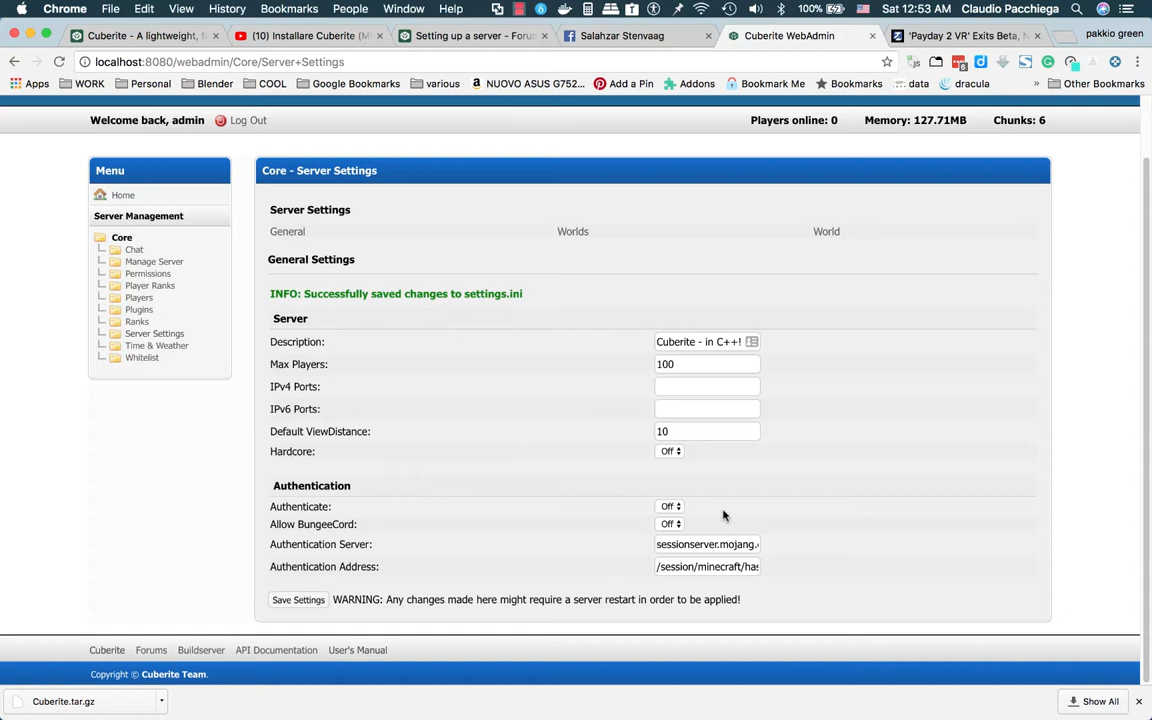 Chrome File Edit View History Bookmarks People Window Help 100% Sat 12:53 AM Claudio Pacchiega
Cuberite - A lightweight, fa (10) Installare Cuberite (Mi Setting up a server - Forum Salahzar Stenvaag Cuberite WebAdmin 'Payday 2 VR' Exits Beta, N pakkio green
localhost:8080/webadmin/Core/Server+Settings
Apps WORK Personal Blender COOL Google Bookmarks various NUOVO ASUS G752... Add a Pin Addons Bookmark Me Bookmarks data dracula » Other Bookmarks
Welcome back, admin Log Out Players online: 0 Memory: 127.71MB Chunks: 6
Menu
Home
Server Management
Core
Chat
Manage Server
Permissions
Player Ranks
Players
Plugins
Ranks
Server Settings
Time & Weather
Whitelist
Core - Server Settings
Server Settings
General Worlds World
General Settings
INFO: Successfully saved changes to settings.ini
Server
Description: Cuberite - in C++!
Max Players: 100
IPv4 Ports:
IPv6 Ports:
Default ViewDistance: 10
Hardcore: Off
Authentication
Authenticate: Off
Allow BungeeCord: Off
Authentication Server: sessionserver.mojang.
Authentication Address: /session/minecraft/has
Save Settings WARNING: Any changes made here might require a server restart in order to be applied!
Cuberite Forums Buildserver API Documentation User's Manual
Copyright © Cuberite Team.
Cuberite.tar.gz Show All